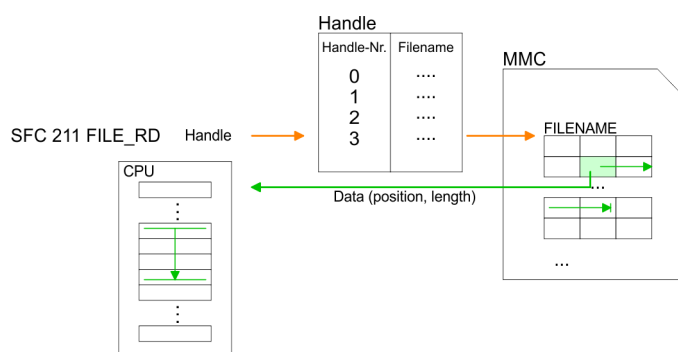 Handle
Handle-Nr. Filename
0 ....
1 ....
2 ....
3 ....
MMC
SFC 211 FILE_RD Handle
FILENAME
CPU
...
Data (position, length)
...